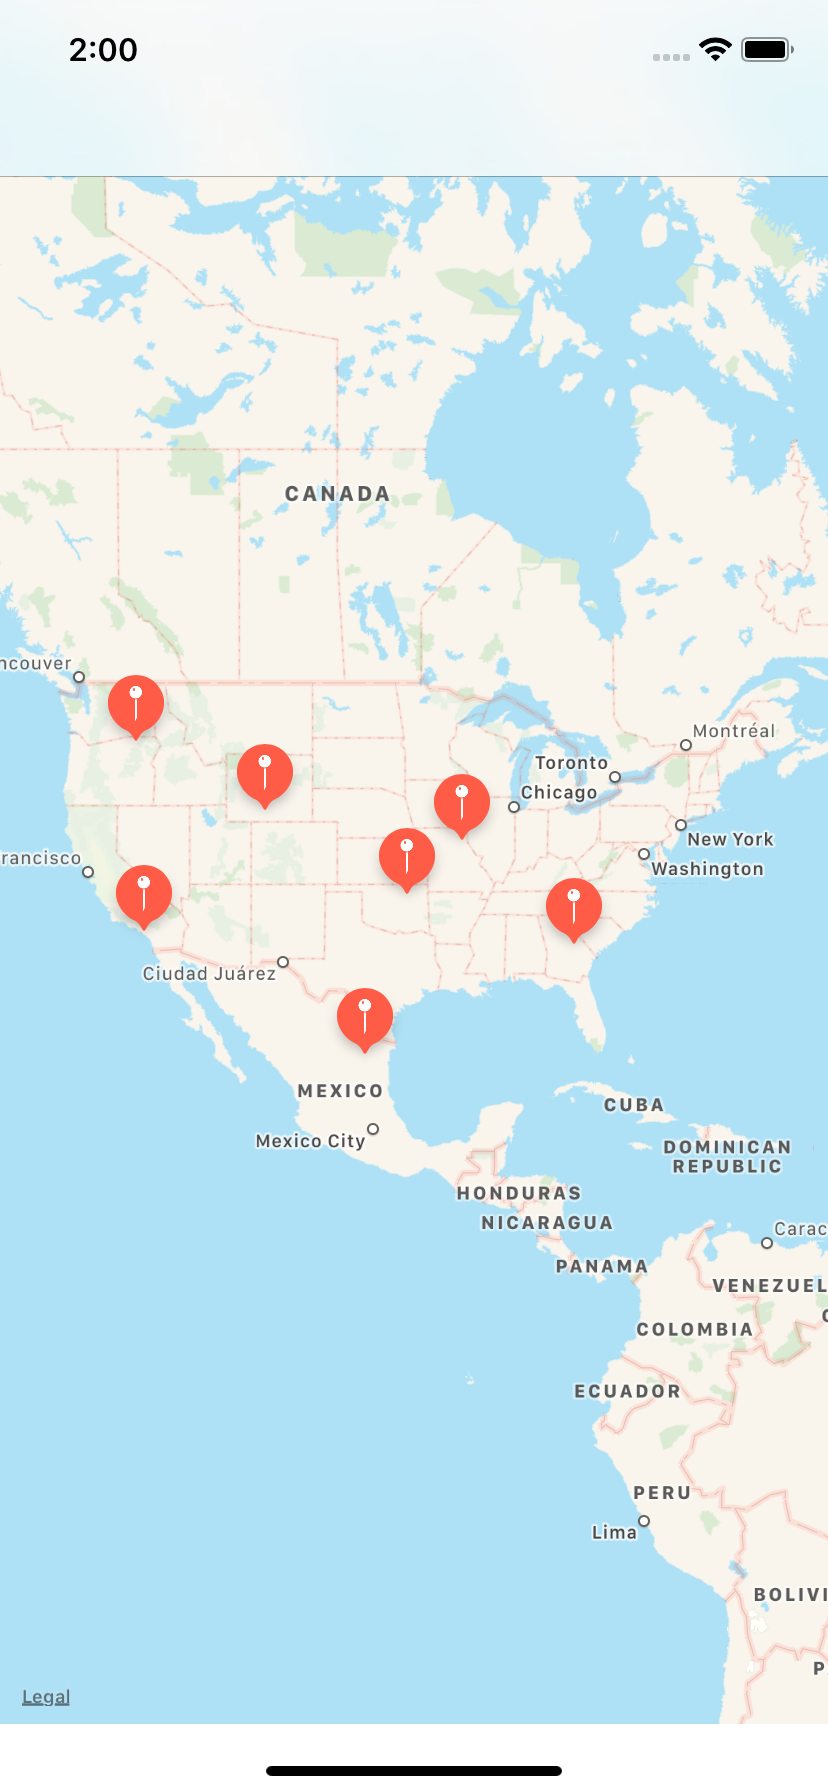 2:00
CANADA
ncouver
Montréal
Toronto
Chicago
New York
rancisco
Washington
Ciudad Juárez
MEXICO
CUBA
Mexico City
DOMINICAN
REPUBLIC
HONDURAS
NICARAGUA
Carac
PANAMA
VENEZUEL
COLOMBIA
ECUADOR
PERU
Lima
BOLIVI
P
Legal